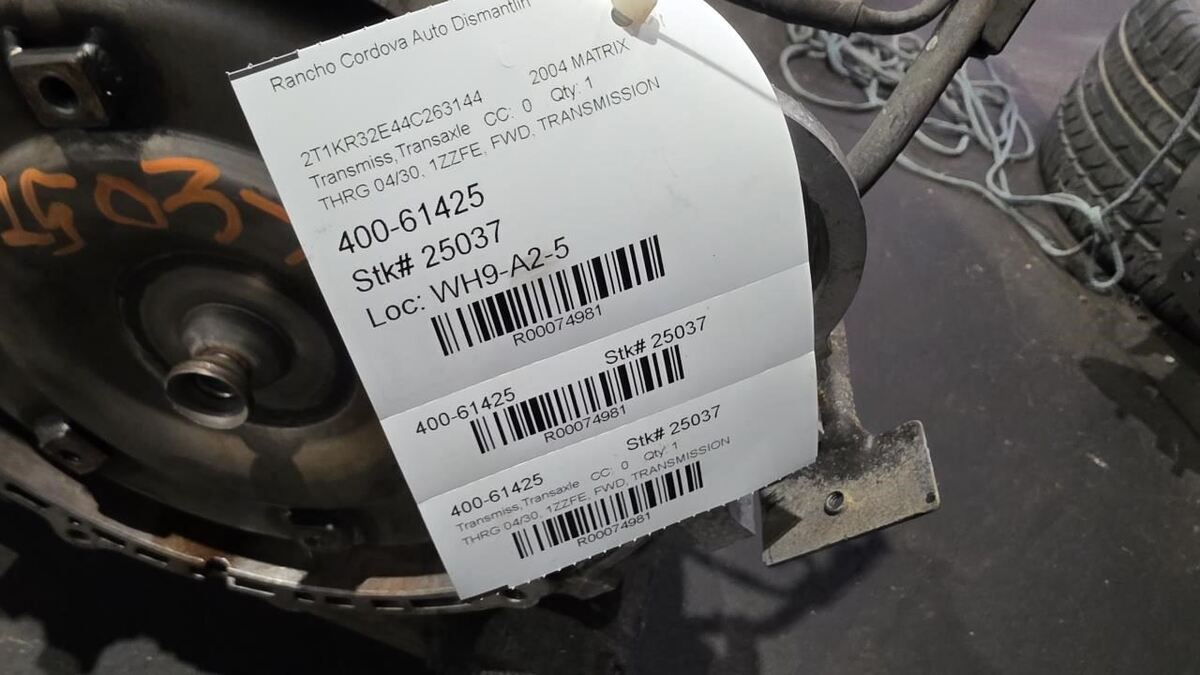 Rancho Cordova Auto Dismantlin
2T1KR32E44C263144 2004 MATRIX
Transmiss,Transaxle CC: 0 Qty: 1
THRG 04/30, 1ZZFE, FWD, TRANSMISSION
400-61425
Stk# 25037
Loc: WH9-A2-5
R00074981
400-61425 Stk# 25037
R00074981
400-61425 Stk# 25037
Transmiss,Transaxle CC: 0 Qty: 1
THRG 04/30, 1ZZFE, FWD, TRANSMISSION
R00074981